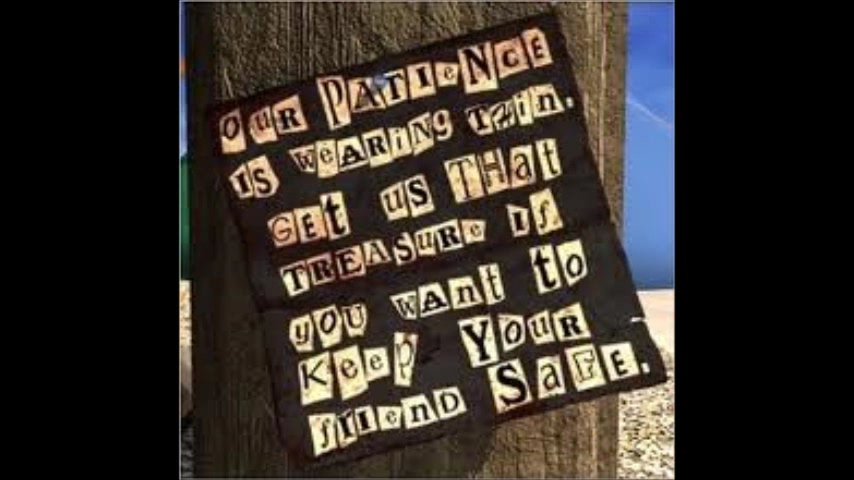 OUR PATIeNCE
IS WEARiNg THin.
GEt us THat
TREASuRe If
yOU wAnt to
Keep YOuR
friEND SaFE.